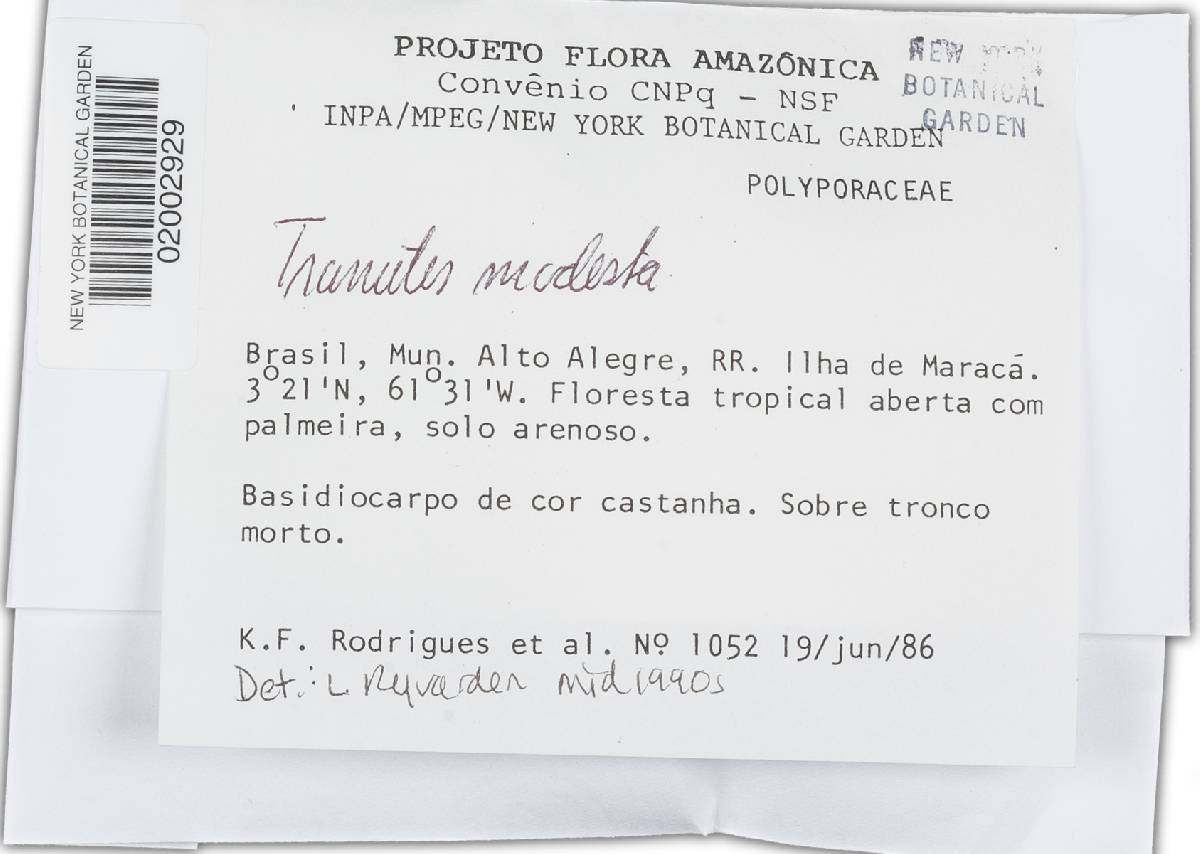 NEW YORK BOTANICAL GARDEN
02002929
PROJETO FLORA AMAZÔNICA
Convênio CNPq - NSF
INPA/MPEG/NEW YORK BOTANICAL GARDEN
NEW YORK
BOTANICAL
GARDEN
POLYPORACEAE
Trametes modesta
Brasil, Mun. Alto Alegre, RR. Ilha de Maracá.
3°21'N, 61°31'W. Floresta tropical aberta com
palmeira, solo arenoso.
Basidiocarpo de cor castanha. Sobre tronco
morto.
K.F. Rodrigues et al. Nº 1052 19/jun/86
Det.: L Ryvarden mid 1990s